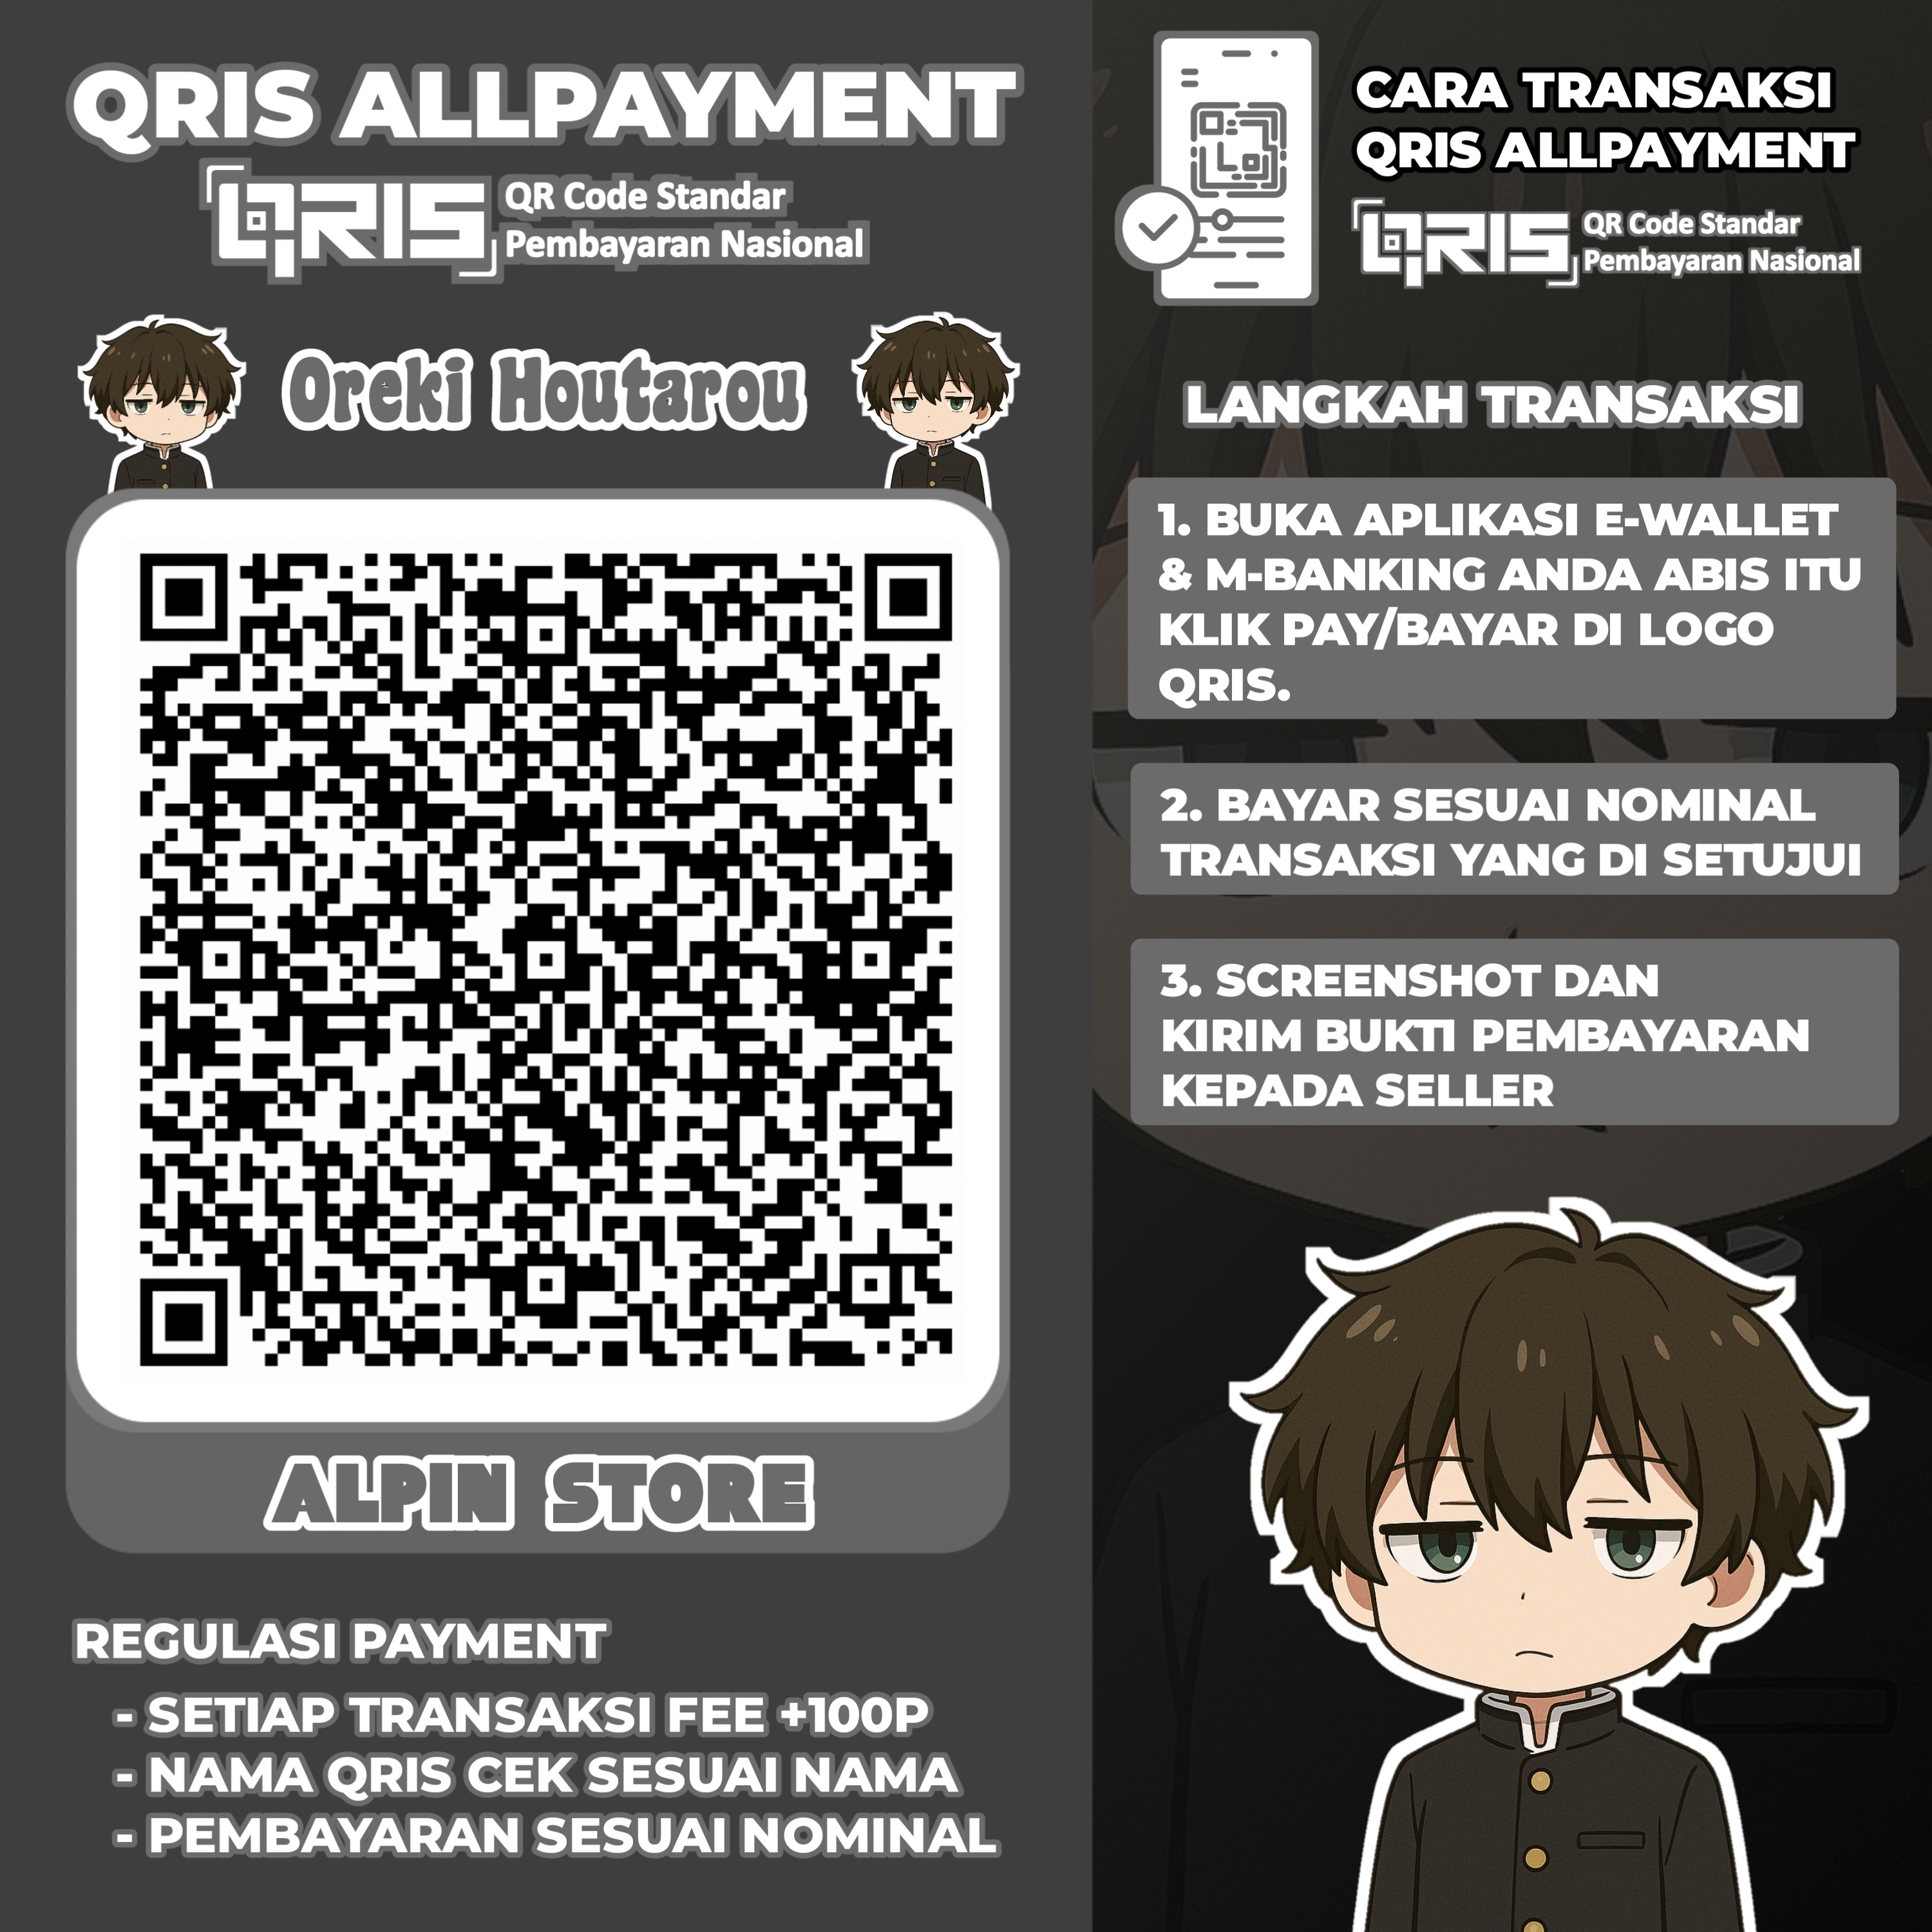 QRIS ALLPAYMENT
QRIS QR Code Standar
Pembayaran Nasional
Oreki Houtarou
ALPIN STORE
REGULASI PAYMENT
- SETIAP TRANSAKSI FEE +100P
- NAMA QRIS CEK SESUAI NAMA
- PEMBAYARAN SESUAI NOMINAL
CARA TRANSAKSI
QRIS ALLPAYMENT
QRIS QR Code Standar
Pembayaran Nasional
LANGKAH TRANSAKSI
1. BUKA APLIKASI E-WALLET
& M-BANKING ANDA ABIS ITU
KLIK PAY/BAYAR DI LOGO
QRIS.
2. BAYAR SESUAI NOMINAL
TRANSAKSI YANG DI SETUJUI
3. SCREENSHOT DAN
KIRIM BUKTI PEMBAYARAN
KEPADA SELLER